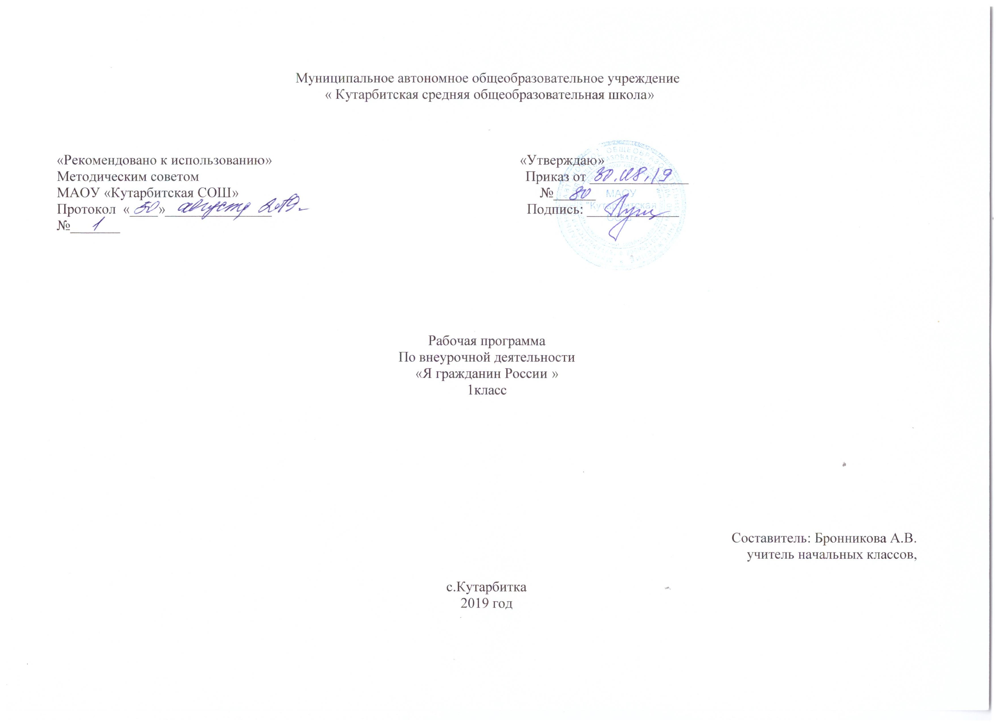 Муниципальное автономное общеобразовательное учреждение
« Кутарбитская средняя общеобразовательная школа»
«Рекомендовано к использованию»
Методическим советом
МАОУ «Кутарбитская СОШ»
Протокол «30» августа 2019
№ 1
«Утверждаю»
Приказ от 30.08.19
№ 80
Подпись:
МАОУ
"Кутарбитская
СОШ"
Рабочая программа
По внеурочной деятельности
«Я гражданин России »
1класс
Составитель: Бронникова А.В.
учитель начальных классов,
с.Кутарбитка
2019 год